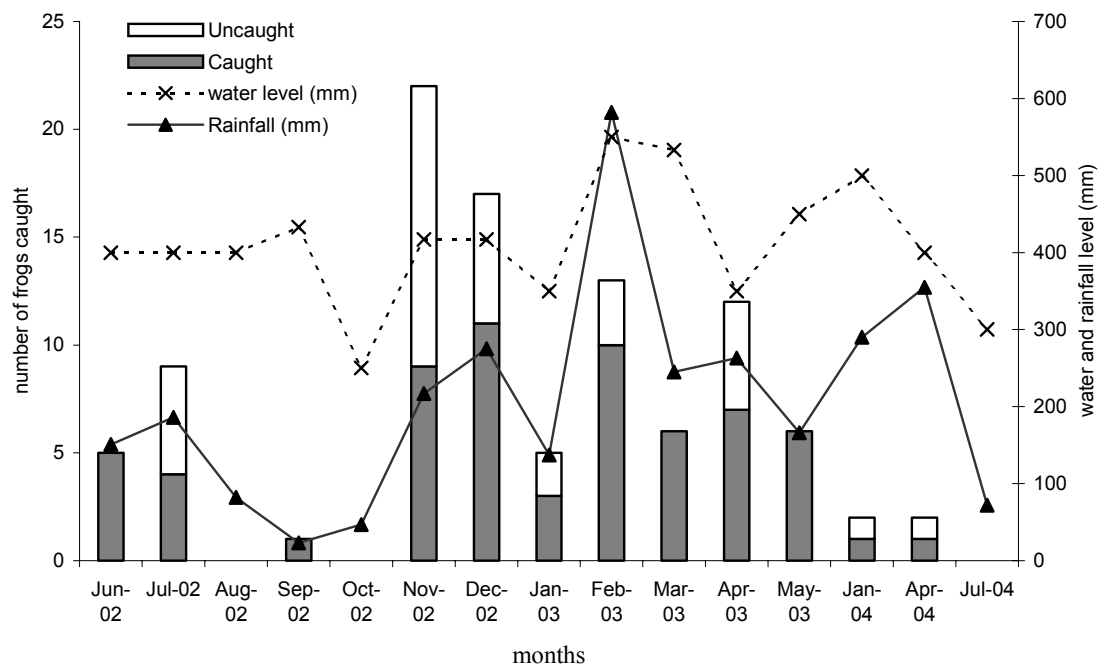 25
20
15
10
5
0
number of frogs caught
Uncaught
Caught
water level (mm)
Rainfall (mm)
700
600
500
400
300
200
100
0
water and rainfall level (mm)
Jun-
02
Jul-02
Aug-
02
Sep-
02
Oct-
02
Nov-
02
Dec-
02
Jan-
03
Feb-
03
Mar-
03
Apr-
03
May-
03
Jan-
04
Apr-
04
Jul-04
months